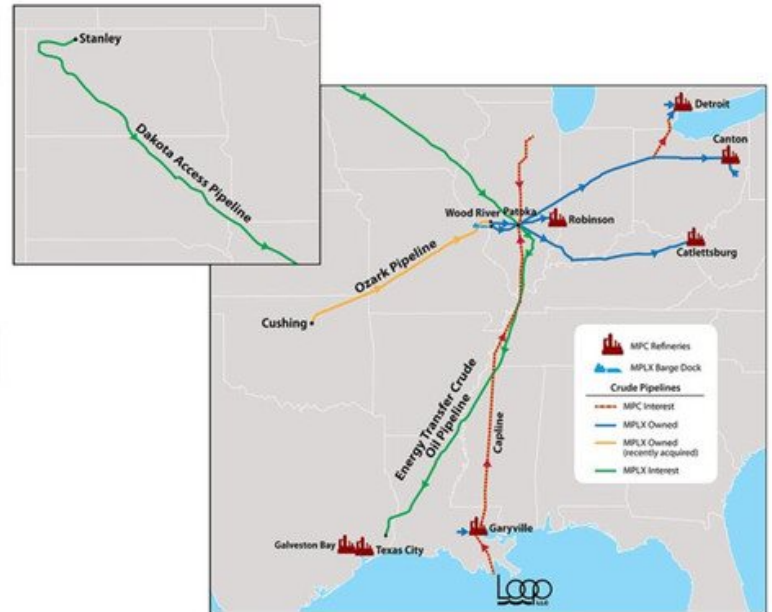 Stanley
Dakota Access Pipeline
Detroit
Canton
Wood River
Patoka
Robinson
Catlettsburg
Ozark Pipeline
Cushing
Energy Transfer Crude
Oil Pipeline
Capline
Garyville
Galveston Bay
Texas City
LOOP
LLC
MPC Refineries
MPLX Barge Dock
Crude Pipelines
MPC Interest
MPLX Owned
MPLX Owned
(recently acquired)
MPLX Interest